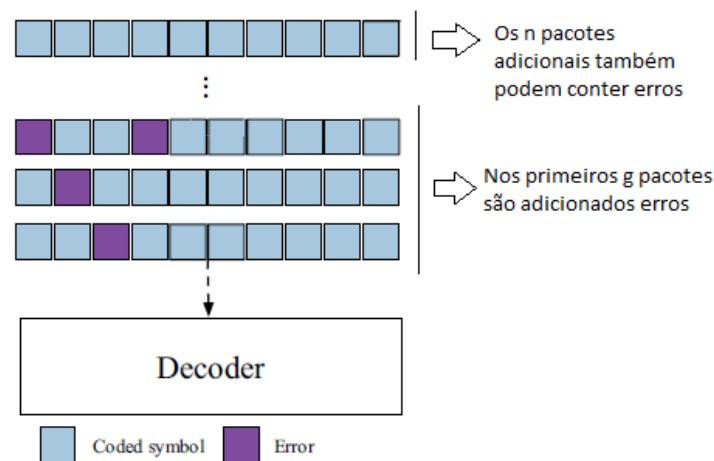 Os n pacotes
adicionais também
podem conter erros
Nos primeiros g pacotes
são adicionados erros
Decoder
Coded symbol
Error